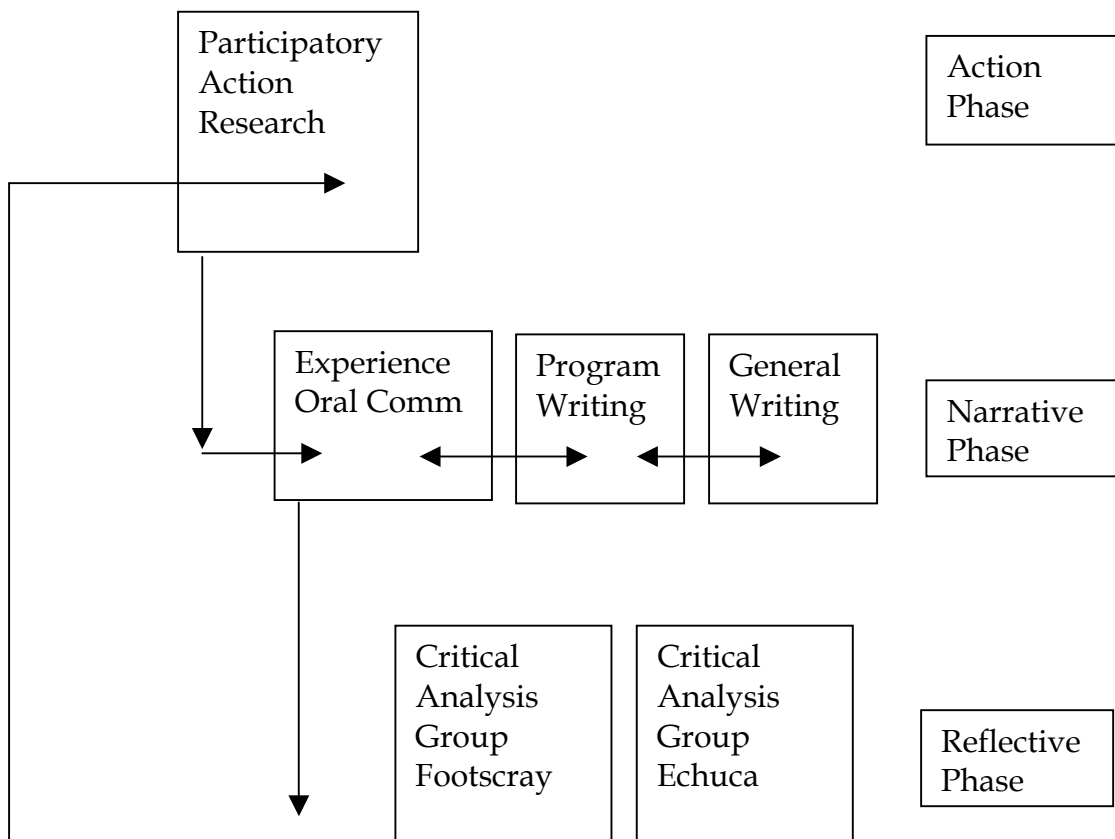 Participatory
Action
Research
Action
Phase
Experience
Oral Comm
Program
Writing
General
Writing
Narrative
Phase
Critical
Analysis
Group
Footscray
Critical
Analysis
Group
Echuca
Reflective
Phase